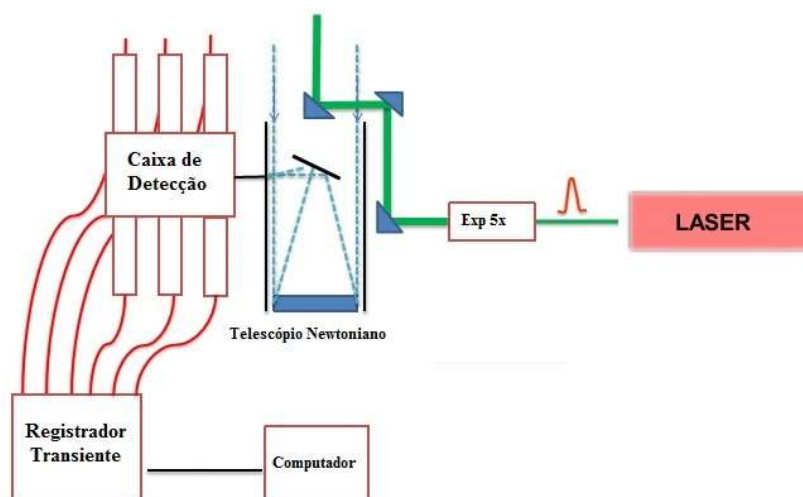 Caixa de
Detecção
Exp 5x
LASER
Telescópio Newtoniano
Registrador
Transiente
Computador